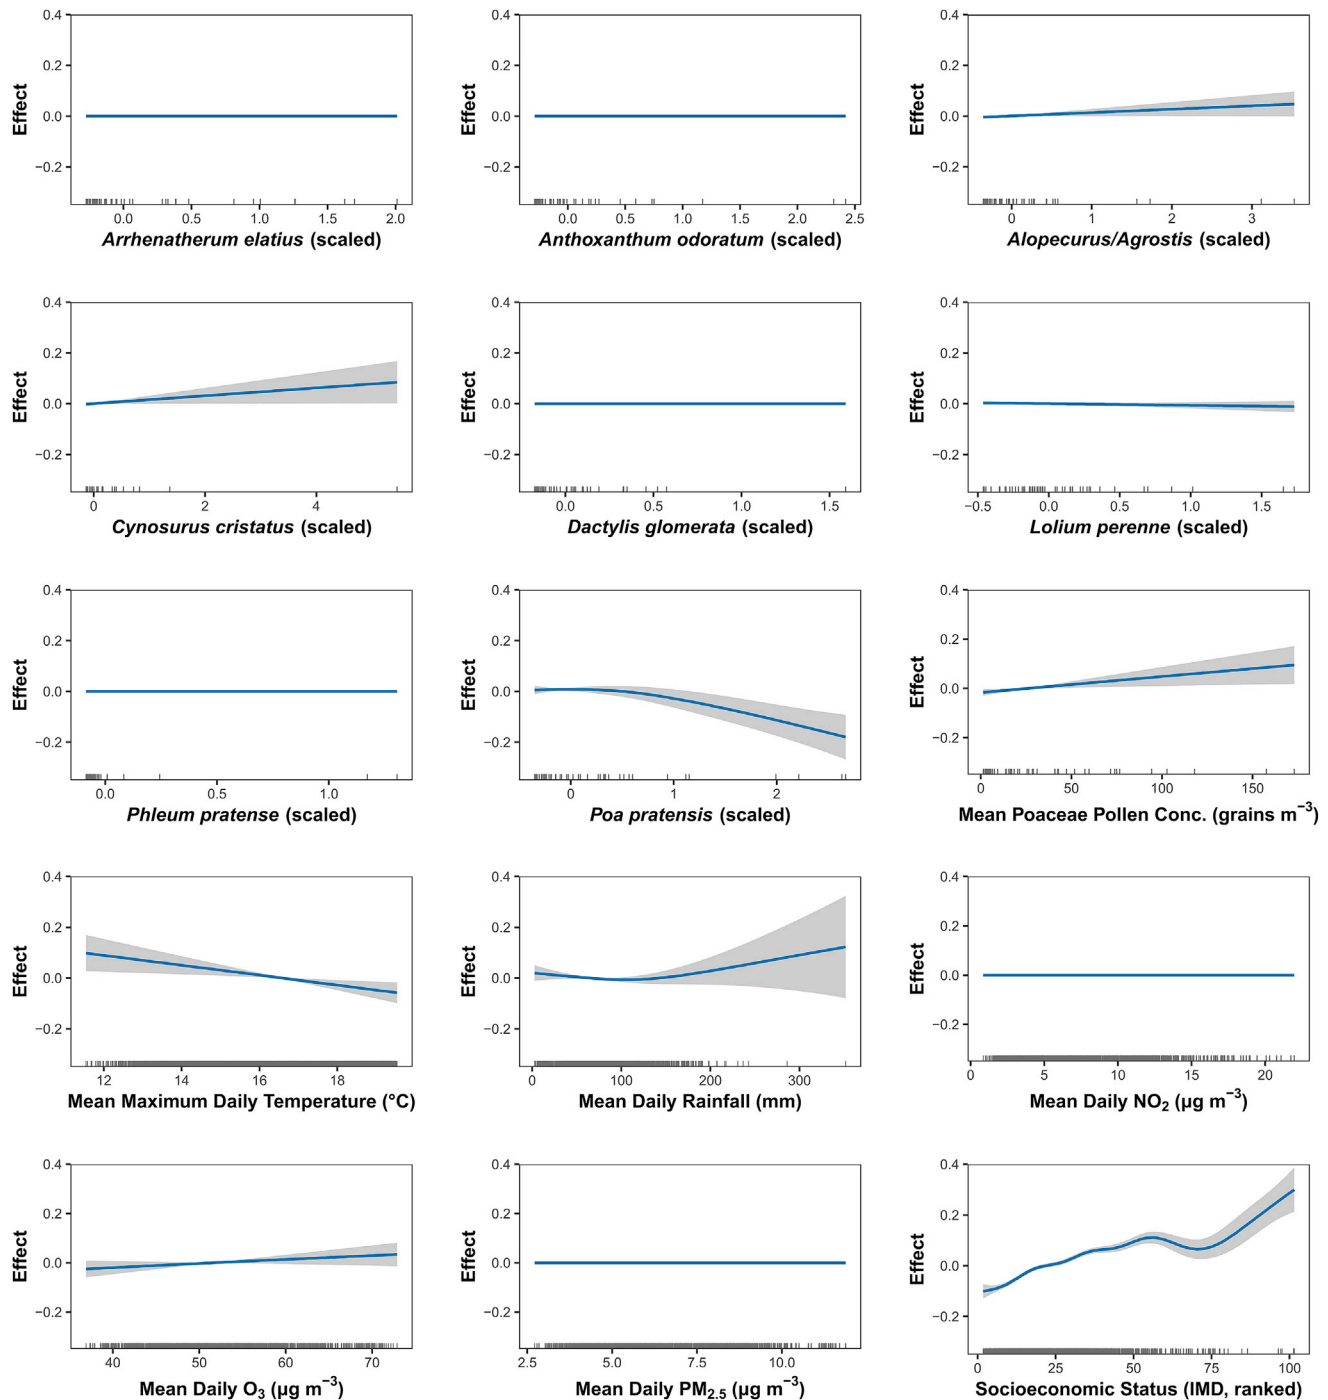 0.4
0.2
0.0
−0.2
Effect
0.0 0.5 1.0 1.5 2.0
Arrhenatherum elatius (scaled)
0.4
0.2
0.0
−0.2
Effect
0.0 0.5 1.0 1.5 2.0 2.5
Anthoxanthum odoratum (scaled)
0.4
0.2
0.0
−0.2
Effect
0 1 2 3
Alopecurus/Agrostis (scaled)
0.4
0.2
0.0
−0.2
Effect
0 2 4
Cynosurus cristatus (scaled)
0.4
0.2
0.0
−0.2
Effect
0.0 0.5 1.0 1.5
Dactylis glomerata (scaled)
0.4
0.2
0.0
−0.2
Effect
−0.5 0.0 0.5 1.0 1.5
Lolium perenne (scaled)
0.4
0.2
0.0
−0.2
Effect
0.0 0.5 1.0
Phleum pratense (scaled)
0.4
0.2
0.0
−0.2
Effect
0 1 2
Poa pratensis (scaled)
0.4
0.2
0.0
−0.2
Effect
0 50 100 150
Mean Poaceae Pollen Conc. (grains m⁻³)
0.4
0.2
0.0
−0.2
Effect
12 14 16 18
Mean Maximum Daily Temperature (°C)
0.4
0.2
0.0
−0.2
Effect
0 100 200 300
Mean Daily Rainfall (mm)
0.4
0.2
0.0
−0.2
Effect
0 5 10 15 20
Mean Daily NO₂ (µg m⁻³)
0.4
0.2
0.0
−0.2
Effect
40 50 60 70
Mean Daily O₃ (µg m⁻³)
0.4
0.2
0.0
−0.2
Effect
2.5 5.0 7.5 10.0
Mean Daily PM₂.₅ (µg m⁻³)
0.4
0.2
0.0
−0.2
Effect
0 25 50 75 100
Socioeconomic Status (IMD, ranked)